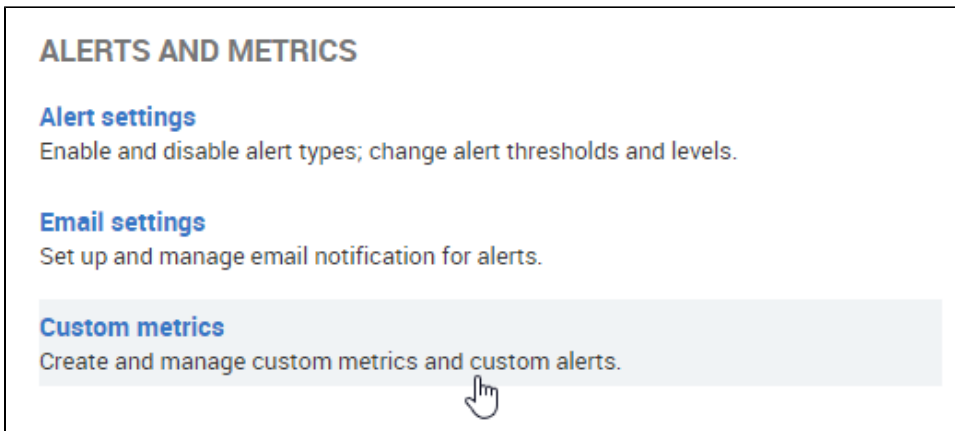 ALERTS AND METRICS
Alert settings
Enable and disable alert types; change alert thresholds and levels.
Email settings
Set up and manage email notification for alerts.
Custom metrics
Create and manage custom metrics and custom alerts.